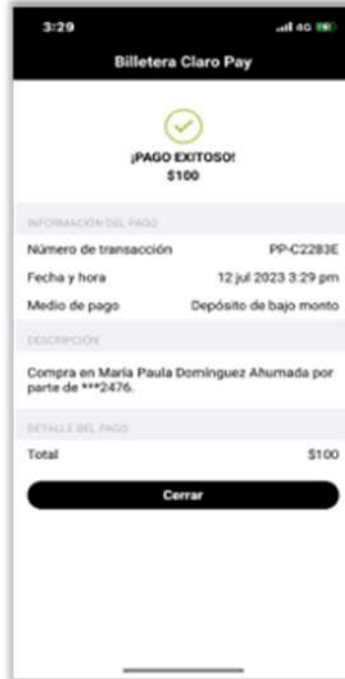 3:29 4G
Billetera Claro Pay
¡PAGO EXITOSO!
$100
INFORMACIÓN DEL PAGO
Número de transacción PP-C2283E
Fecha y hora 12 jul 2023 3:29 pm
Medio de pago Depósito de bajo monto
DESCRIPCIÓN
Compra en María Paula Domínguez Ahumada por
parte de ***2476.
DETALLE DEL PAGO
Total $100
Cerrar